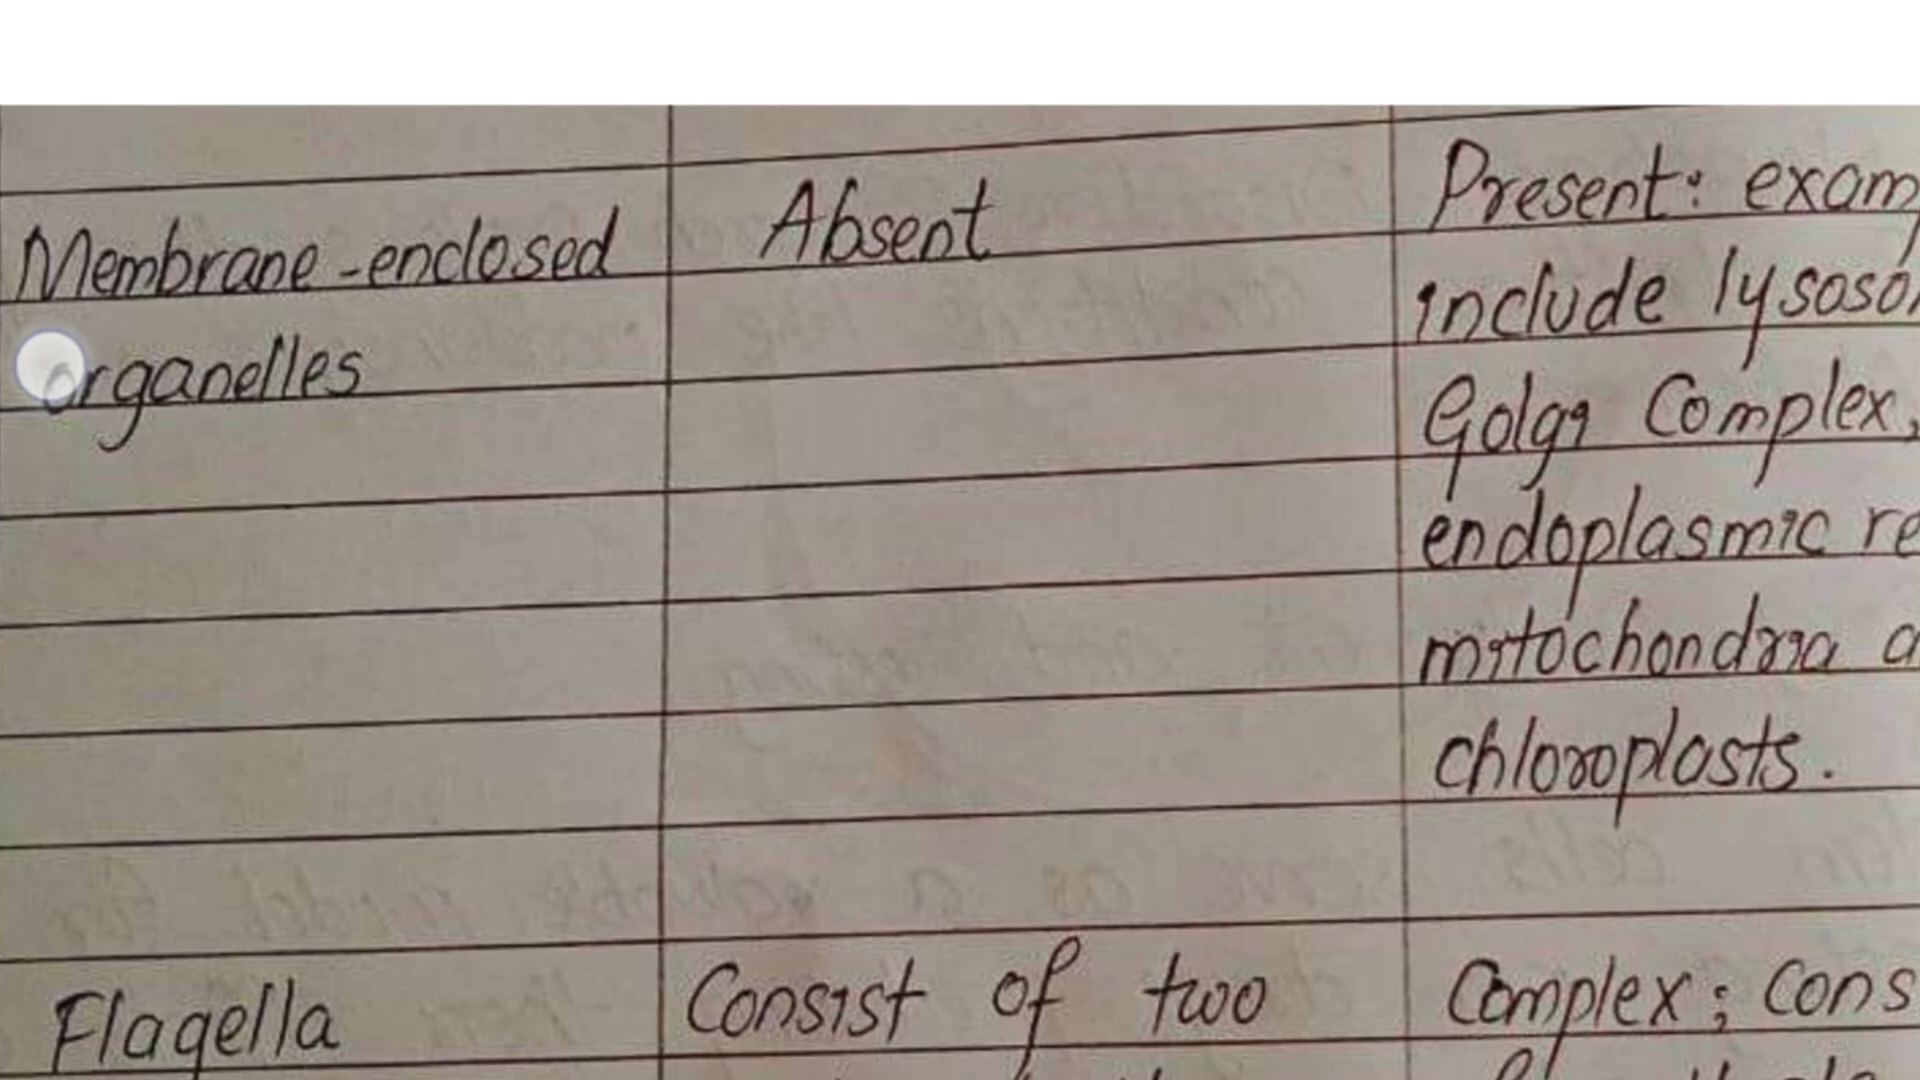 Membrane-enclosed
organelles
Absent
Present: exam
include lysoso
Golgi Complex,
endoplasmic re
mitochondria a
chloroplasts.
Flagella
Consist of two
Complex; Cons